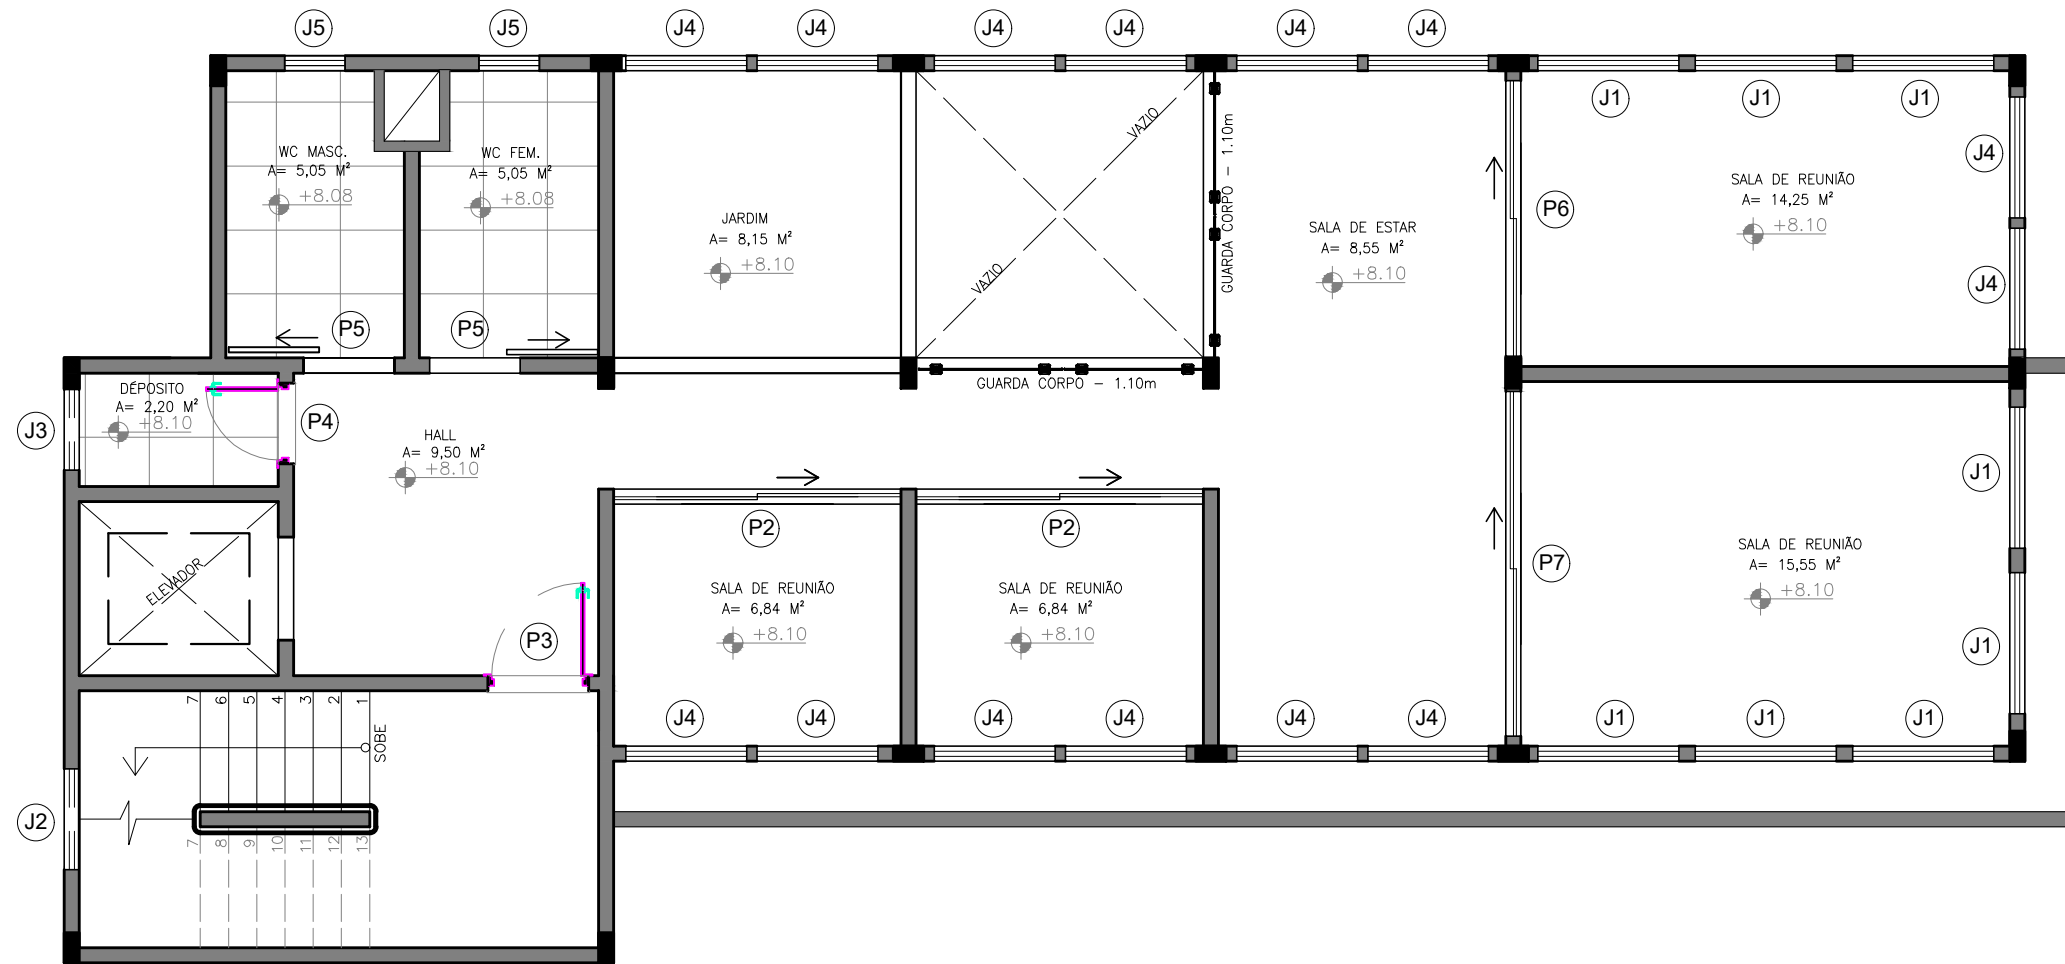 J5
J5
J4
J4
J4
J4
J4
J4
J1
J1
J1
WC MASC.
A= 5,05 M²
+8.08
WC FEM.
A= 5,05 M²
+8.08
JARDIM
A= 8,15 M²
+8.10
VAZIO
VAZIO
GUARDA CORPO - 1.10m
GUARDA CORPO - 1.10m
SALA DE ESTAR
A= 8,55 M²
+8.10
P6
SALA DE REUNIÃO
A= 14,25 M²
+8.10
J4
J4
P5
P5
J3
DÉPOSITO
A= 2,20 M²
+8.10
P4
HALL
A= 9,50 M²
+8.10
ELEVADOR
P3
P2
P2
SALA DE REUNIÃO
A= 6,84 M²
+8.10
SALA DE REUNIÃO
A= 6,84 M²
+8.10
P7
SALA DE REUNIÃO
A= 15,55 M²
+8.10
J1
J1
J4
J4
J4
J4
J4
J4
J1
J1
J1
7
6
5
4
3
2
1
SOBE
J2
7
8
9
10
11
12
13